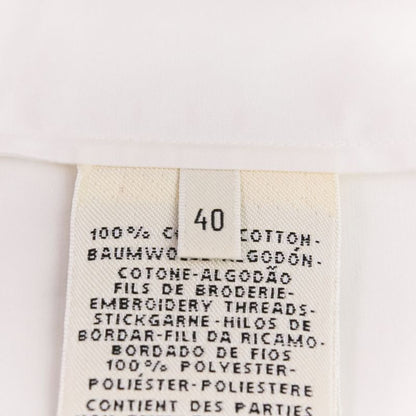 40
100% COTTON-
BAUMWO ALGODÓN-
COTONE-ALGODÃO
FILS DE BRODERIE-
EMBROIDERY THREADS-
STICKGARNE-HILOS DE
BORDAR-FILI DA RICAMO-
BORDADO DE FIOS
100% POLYESTER-
POLIÉSTER-POLIESTERE
CONTIENT DES PARTIES